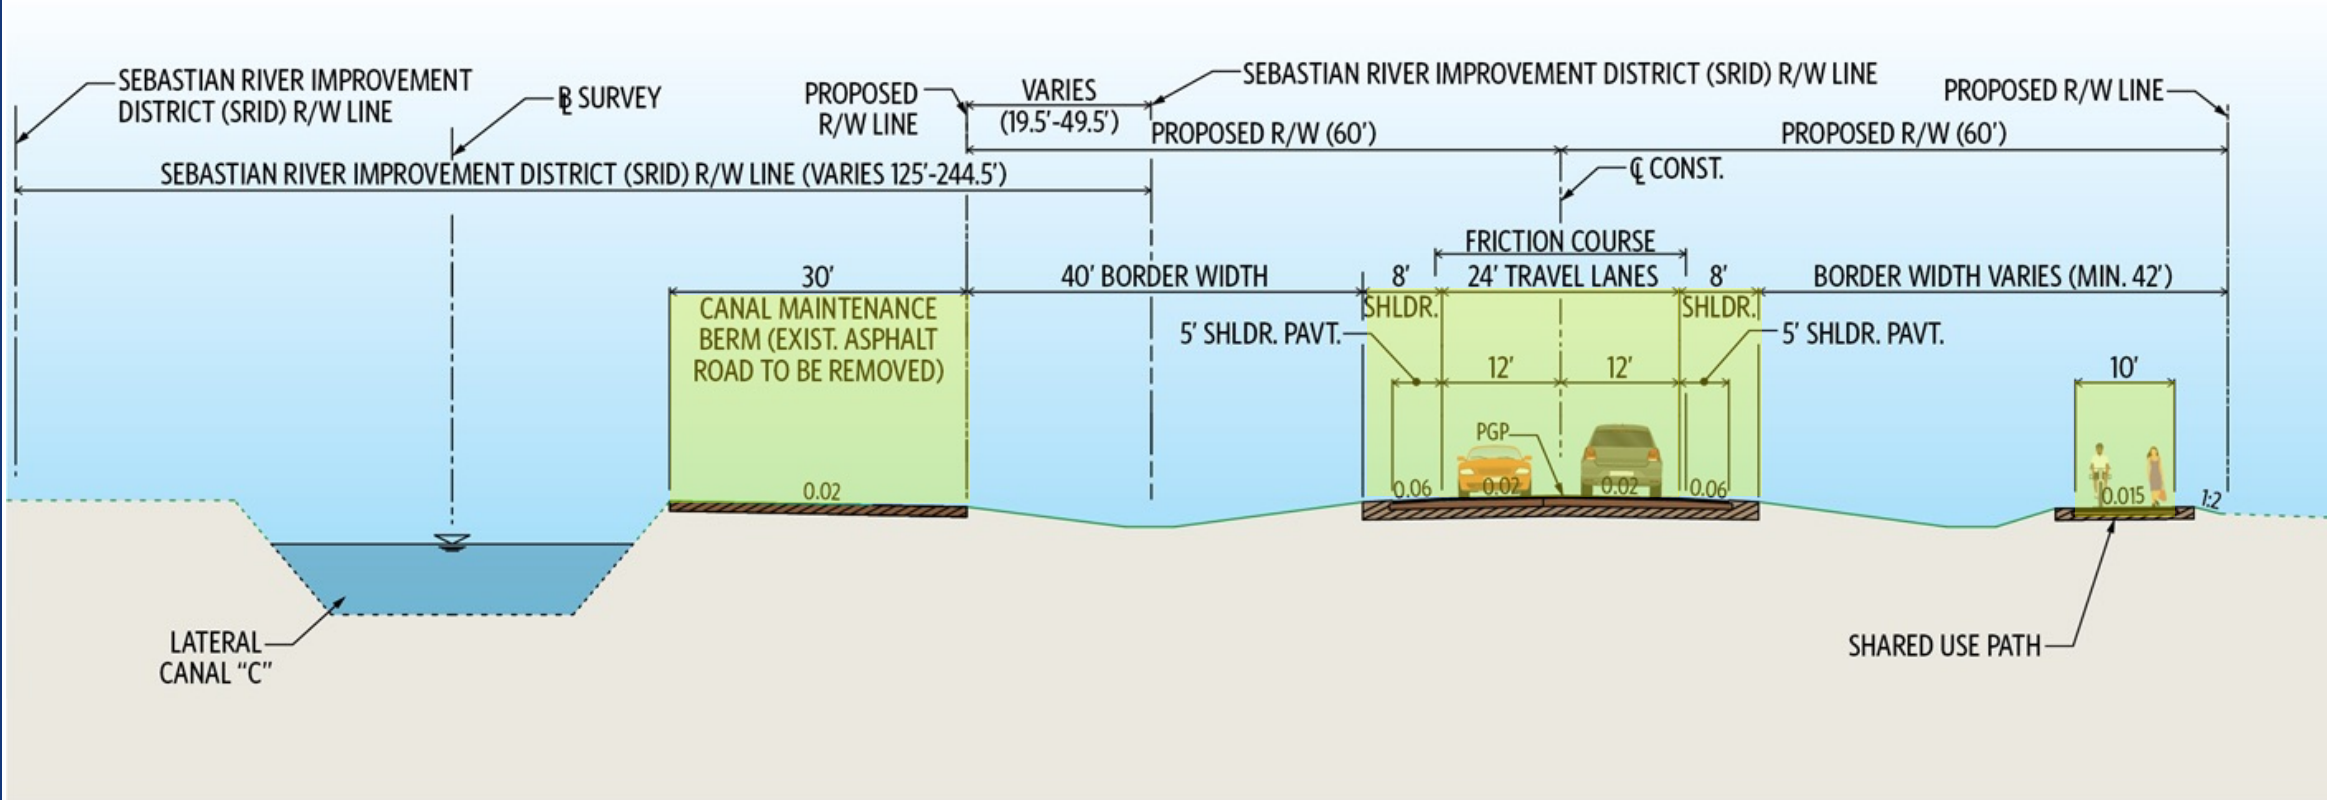 SEBASTIAN RIVER IMPROVEMENT
DISTRICT (SRID) R/W LINE
BL SURVEY
PROPOSED
R/W LINE
VARIES
(19.5'-49.5')
SEBASTIAN RIVER IMPROVEMENT DISTRICT (SRID) R/W LINE
PROPOSED R/W LINE
PROPOSED R/W (60')
PROPOSED R/W (60')
SEBASTIAN RIVER IMPROVEMENT DISTRICT (SRID) R/W LINE (VARIES 125'-244.5')
CL CONST.
FRICTION COURSE
30'
40' BORDER WIDTH
8'
24' TRAVEL LANES
8'
BORDER WIDTH VARIES (MIN. 42')
CANAL MAINTENANCE
BERM (EXIST. ASPHALT
ROAD TO BE REMOVED)
SHLDR.
SHLDR.
5' SHLDR. PAVT.
5' SHLDR. PAVT.
12'
12'
10'
PGP
0.02
0.06
0.02
0.02
0.06
0.015
1:2
LATERAL
CANAL “C”
SHARED USE PATH